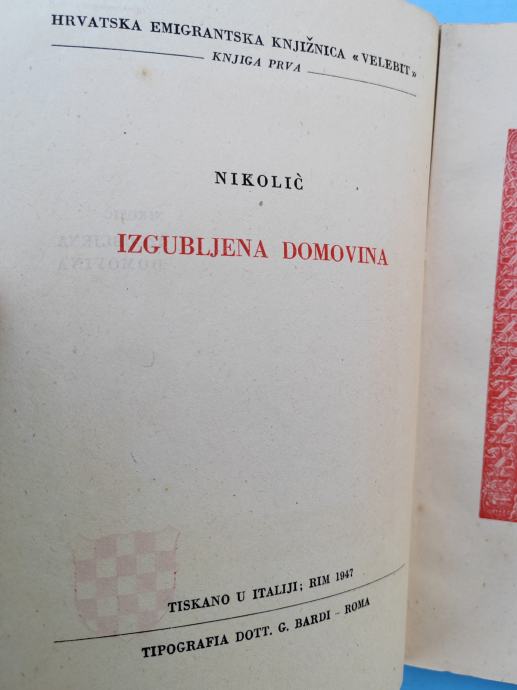 HRVATSKA EMIGRANTSKA KNJIŽNICA « VELEBIT »
KNJIGA PRVA
NIKOLIČ
IZGUBLJENA DOMOVINA
TISKANO U ITALIJI; RIM 1947
TIPOGRAFIA DOTT. G. BARDI - ROMA